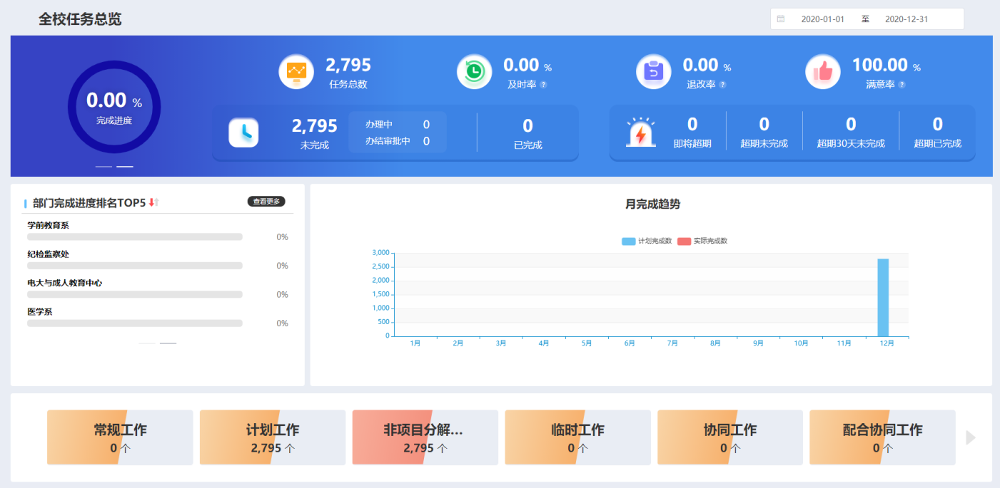 全校任务总览
2020-01-01 至 2020-12-31
0.00 %
完成进度
2,795
任务总数
0.00 %
及时率 ?
0.00 %
退改率 ?
100.00 %
满意率 ?
2,795
未完成
办理中 0
办结审批中 0
0
已完成
0
即将超期
0
超期未完成
0
超期30天未完成
0
超期已完成
部门完成进度排名TOP5
查看更多
学前教育系
0%
纪检监察处
0%
电大与成人教育中心
0%
医学系
0%
月完成趋势
计划完成数 实际完成数
3,000
2,500
2,000
1,500
1,000
500
0
1月 2月 3月 4月 5月 6月 7月 8月 9月 10月 11月 12月
常规工作
0 个
计划工作
2,795 个
非项目分解...
2,795 个
临时工作
0 个
协同工作
0 个
配合协同工作
0 个